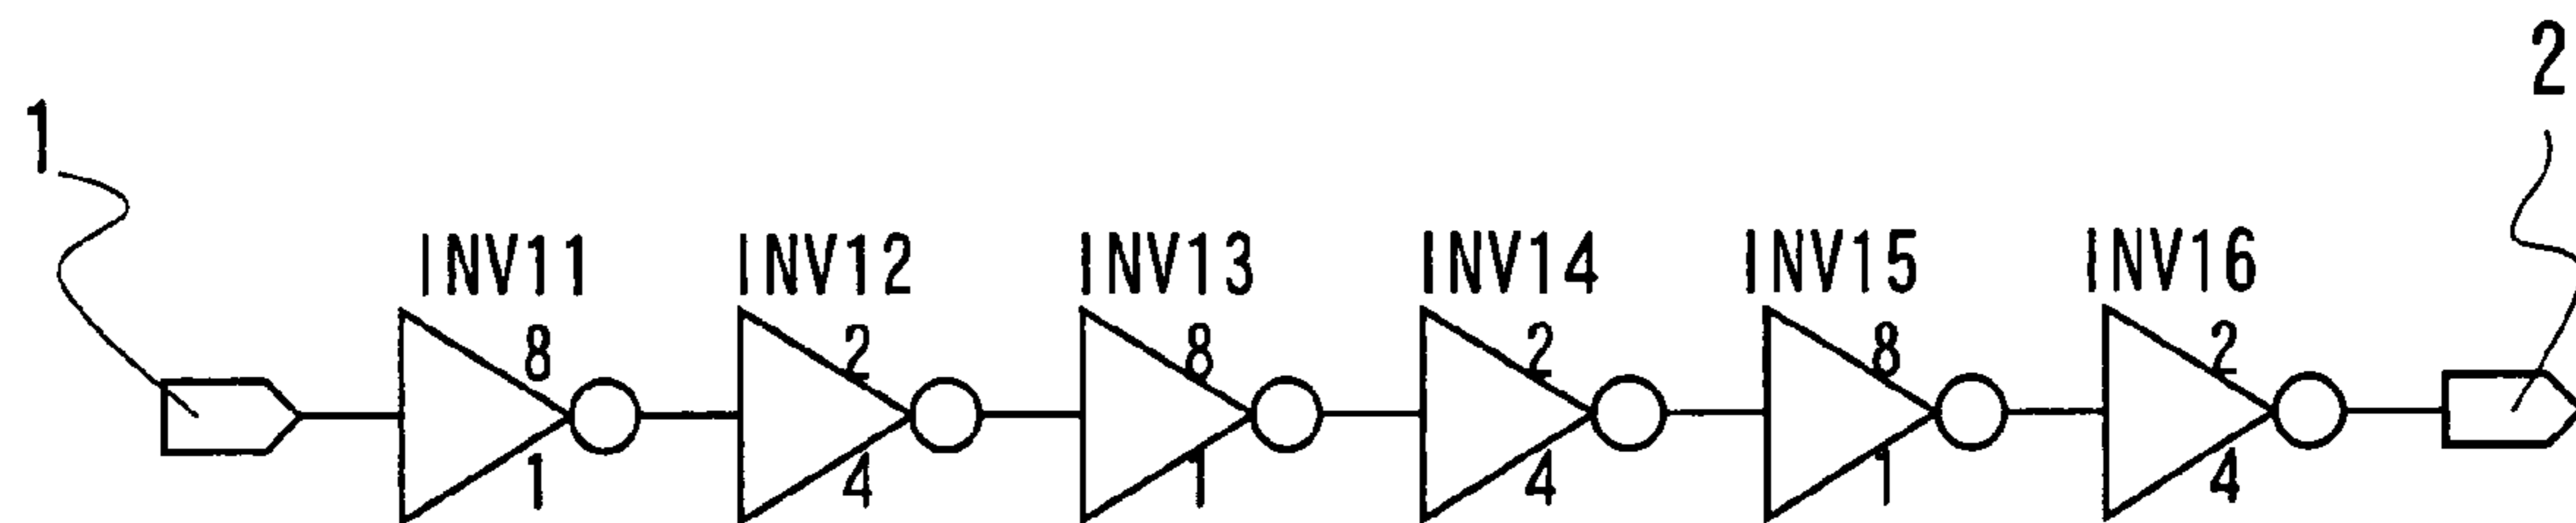 2
1
INV11 INV12 INV13 INV14 INV15 INV16
8 2 8 2 8 2
1 4 1 4 1 4